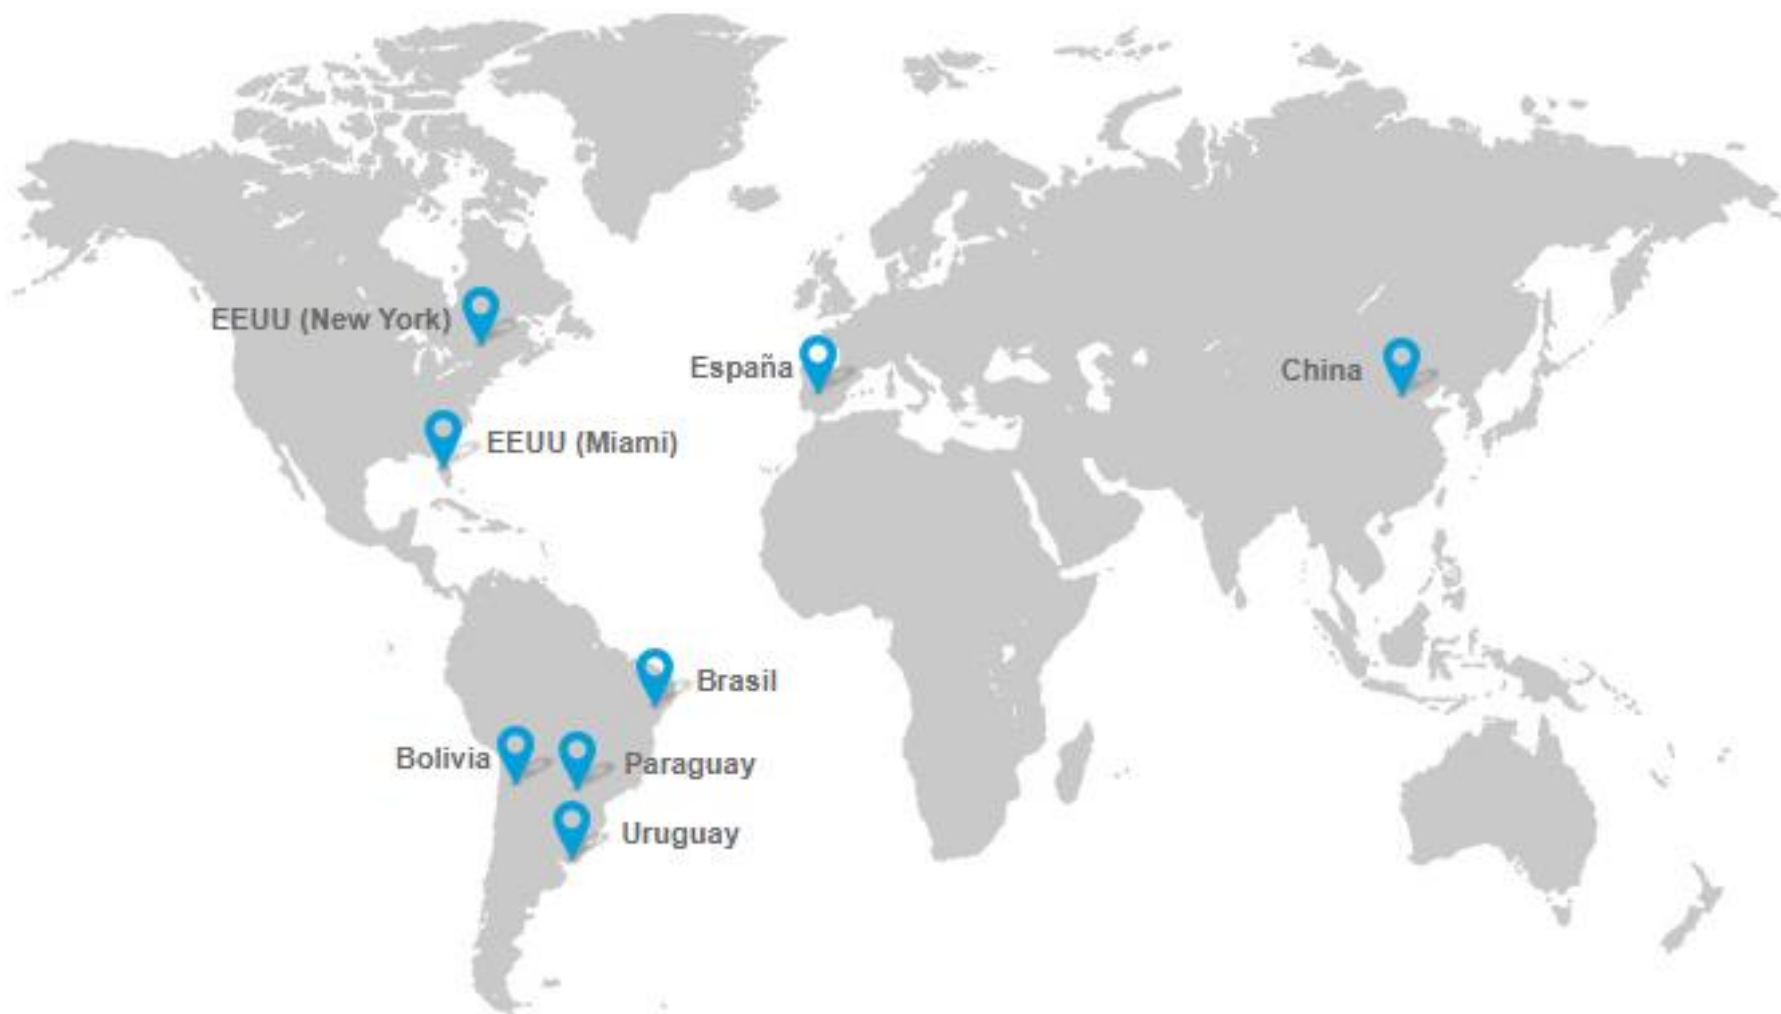 EEUU (New York)
España
China
EEUU (Miami)
Brasil
Bolivia
Paraguay
Uruguay